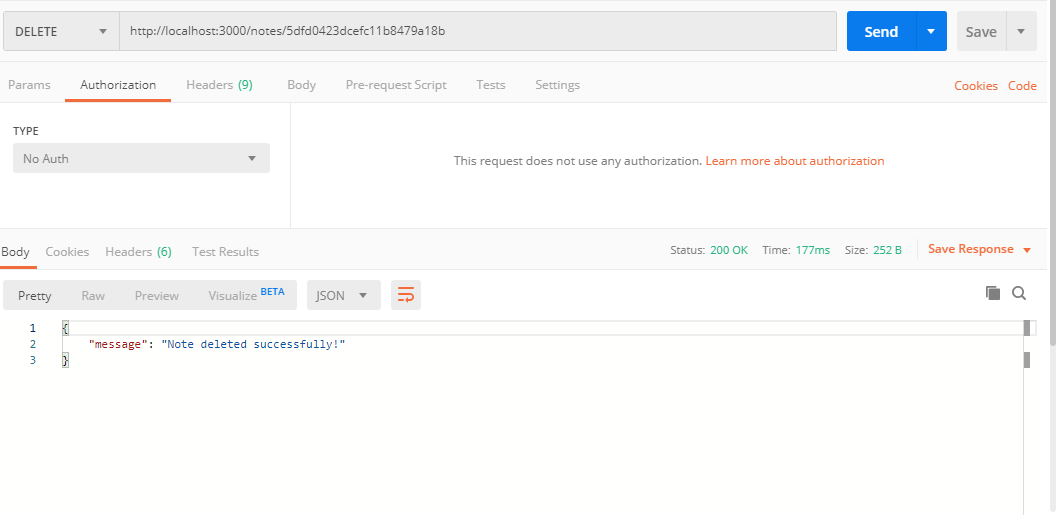 DELETE http://localhost:3000/notes/5dfd0423dcefc11b8479a18b Send Save
Params Authorization Headers (9) Body Pre-request Script Tests Settings Cookies Code
TYPE
No Auth
This request does not use any authorization. Learn more about authorization
Body Cookies Headers (6) Test Results Status: 200 OK Time: 177ms Size: 252 B Save Response
Pretty Raw Preview Visualize BETA JSON
1 {
2 "message": "Note deleted successfully!"
3 }